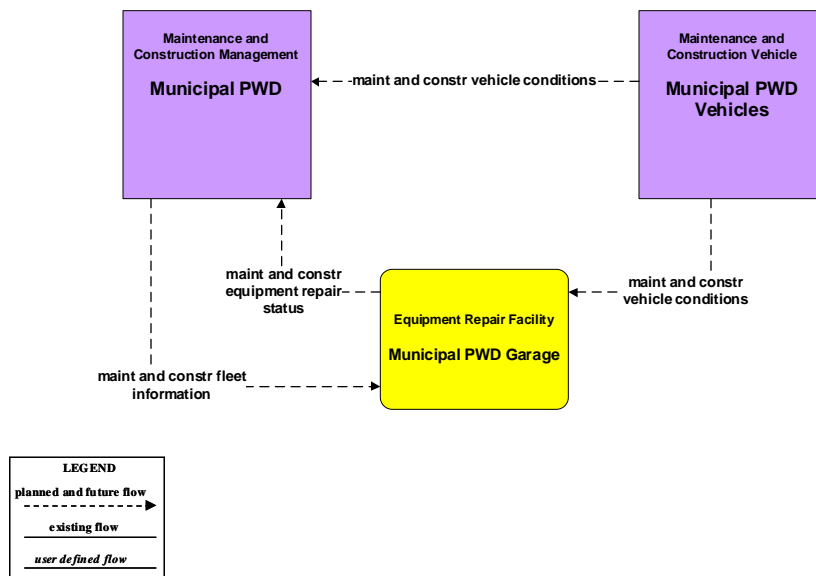 Maintenance and
Construction Management
Municipal PWD
Maintenance and
Construction Vehicle
Municipal PWD
Vehicles
maint and constr vehicle conditions
maint and constr
equipment repair
status
maint and constr
vehicle conditions
Equipment Repair Facility
Municipal PWD Garage
maint and constr fleet
information
LEGEND
planned and future flow
existing flow
user defined flow